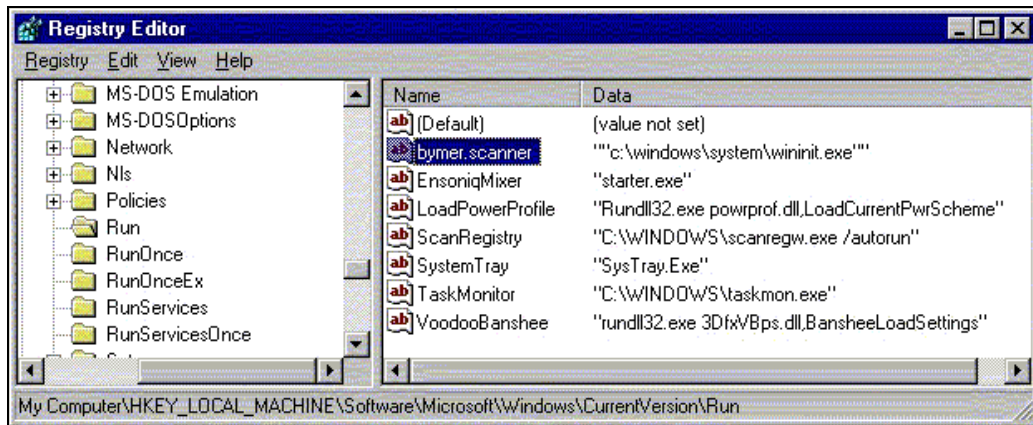 Registry Editor
Registry Edit View Help
MS-DOS Emulation
MS-DOSOptions
Network
Nls
Policies
Run
RunOnce
RunOnceEx
RunServices
RunServicesOnce
Name Data
(Default) (value not set)
bymer.scanner ""c:\windows\system\wininit.exe""
EnsoniqMixer "starter.exe"
LoadPowerProfile "Rundll32.exe powrprof.dll,LoadCurrentPwrScheme"
ScanRegistry "C:\WINDOWS\scanregw.exe /autorun"
SystemTray "SysTray.Exe"
TaskMonitor "C:\WINDOWS\taskmon.exe"
VoodooBanshee "rundll32.exe 3DfxVBps.dll,BansheeLoadSettings"
My Computer\HKEY_LOCAL_MACHINE\Software\Microsoft\Windows\CurrentVersion\Run